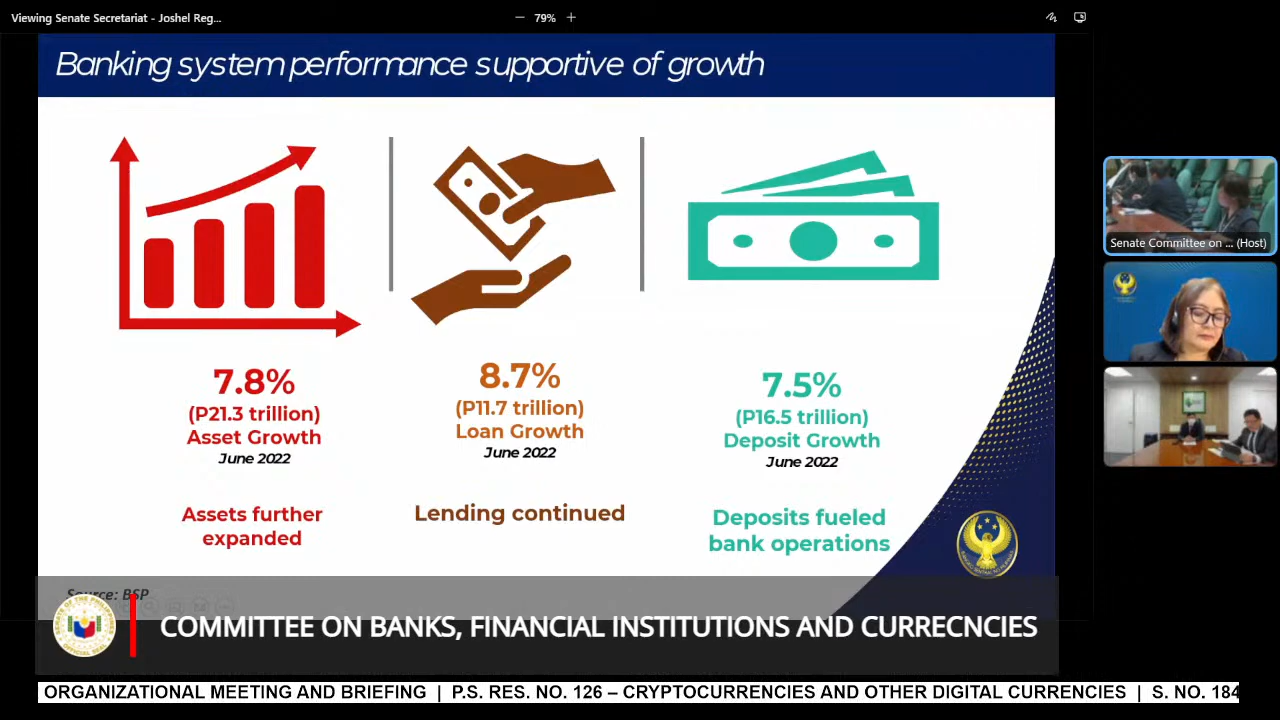 Viewing Senate Secretariat - Joshel Reg...
79%
Banking system performance supportive of growth
7.8%
(P21.3 trillion)
Asset Growth
June 2022
Assets further
expanded
8.7%
(P11.7 trillion)
Loan Growth
June 2022
Lending continued
7.5%
(P16.5 trillion)
Deposit Growth
June 2022
Deposits fueled
bank operations
Source: BSP
Senate Committee on ... (Host)
COMMITTEE ON BANKS, FINANCIAL INSTITUTIONS AND CURRECNCIES
ORGANIZATIONAL MEETING AND BRIEFING | P.S. RES. NO. 126 – CRYPTOCURRENCIES AND OTHER DIGITAL CURRENCIES | S. NO. 184